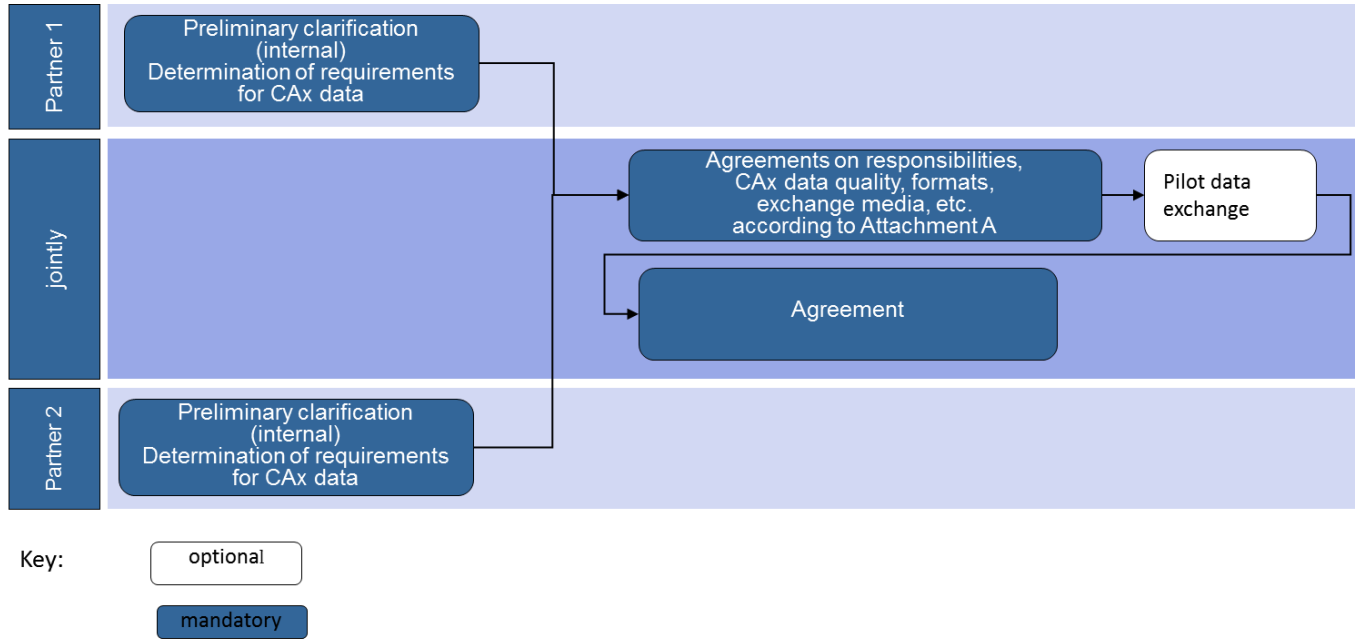 Partner 1
Preliminary clarification
(internal)
Determination of requirements
for CAx data
jointly
Agreements on responsibilities,
CAx data quality, formats,
exchange media, etc.
according to Attachment A
Pilot data
exchange
Agreement
Partner 2
Preliminary clarification
(internal)
Determination of requirements
for CAx data
Key:
optional
mandatory